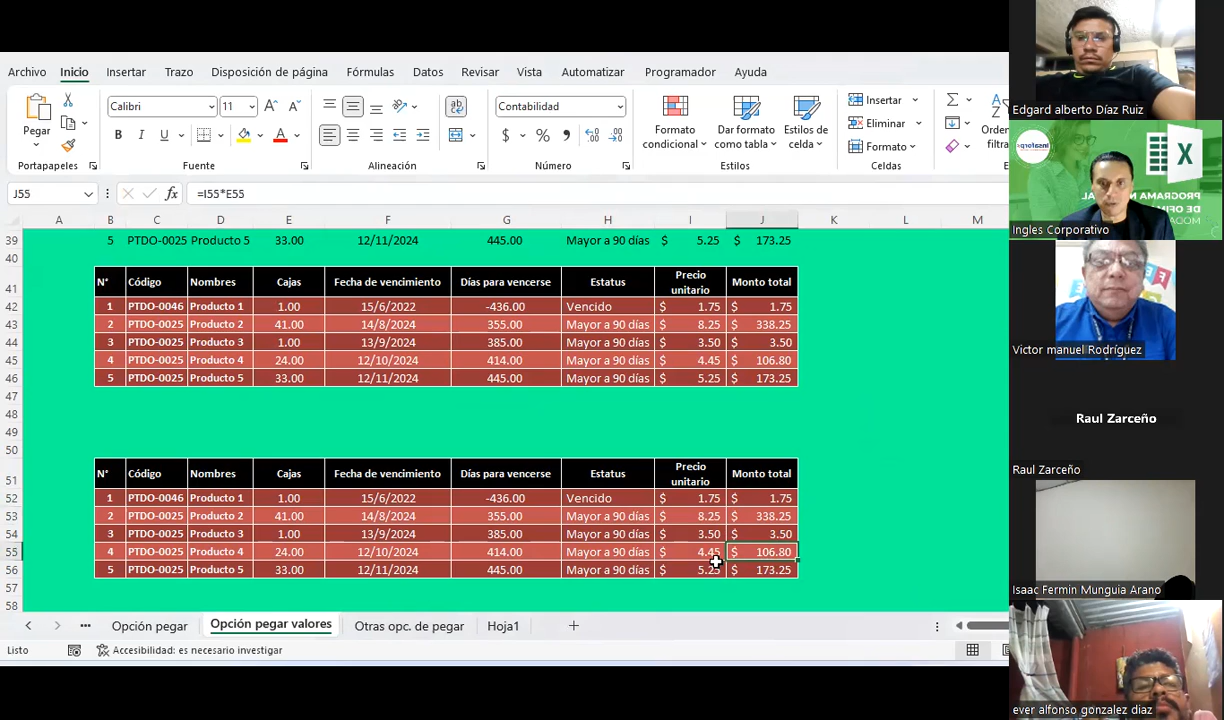 Archivo Inicio Insertar Trazo Disposición de página Fórmulas Datos Revisar Vista Automatizar Programador Ayuda
Pegar
Calibri 11
Contabilidad
Formato condicional
Dar formato como tabla
Estilos de celda
Insertar
Eliminar
Formato
Portapapeles Fuente Alineación Número Estilos Celdas
J55 =I55*E55
A B C D E F G H I J K L M
39 5 PTDO-0025 Producto 5 33.00 12/11/2024 445.00 Mayor a 90 días $ 5.25 $ 173.25
40
41 N° Código Nombres Cajas Fecha de vencimiento Días para vencerse Estatus Precio unitario Monto total
42 1 PTDO-0046 Producto 1 1.00 15/6/2022 -436.00 Vencido $ 1.75 $ 1.75
43 2 PTDO-0025 Producto 2 41.00 14/8/2024 355.00 Mayor a 90 días $ 8.25 $ 338.25
44 3 PTDO-0025 Producto 3 1.00 13/9/2024 385.00 Mayor a 90 días $ 3.50 $ 3.50
45 4 PTDO-0025 Producto 4 24.00 12/10/2024 414.00 Mayor a 90 días $ 4.45 $ 106.80
46 5 PTDO-0025 Producto 5 33.00 12/11/2024 445.00 Mayor a 90 días $ 5.25 $ 173.25
47
48
49
50
51 N° Código Nombres Cajas Fecha de vencimiento Días para vencerse Estatus Precio unitario Monto total
52 1 PTDO-0046 Producto 1 1.00 15/6/2022 -436.00 Vencido $ 1.75 $ 1.75
53 2 PTDO-0025 Producto 2 41.00 14/8/2024 355.00 Mayor a 90 días $ 8.25 $ 338.25
54 3 PTDO-0025 Producto 3 1.00 13/9/2024 385.00 Mayor a 90 días $ 3.50 $ 3.50
55 4 PTDO-0025 Producto 4 24.00 12/10/2024 414.00 Mayor a 90 días $ 4.45 $ 106.80
56 5 PTDO-0025 Producto 5 33.00 12/11/2024 445.00 Mayor a 90 días $ 5.25 $ 173.25
57
58
Opción pegar Opción pegar valores Otras opc. de pegar Hoja1
Listo Accesibilidad: es necesario investigar
Edgard alberto Díaz Ruiz
Ingles Corporativo
Victor manuel Rodríguez
Raul Zarceño
Raul Zarceño
Isaac Fermin Munguia Arano
ever alfonso gonzalez diaz